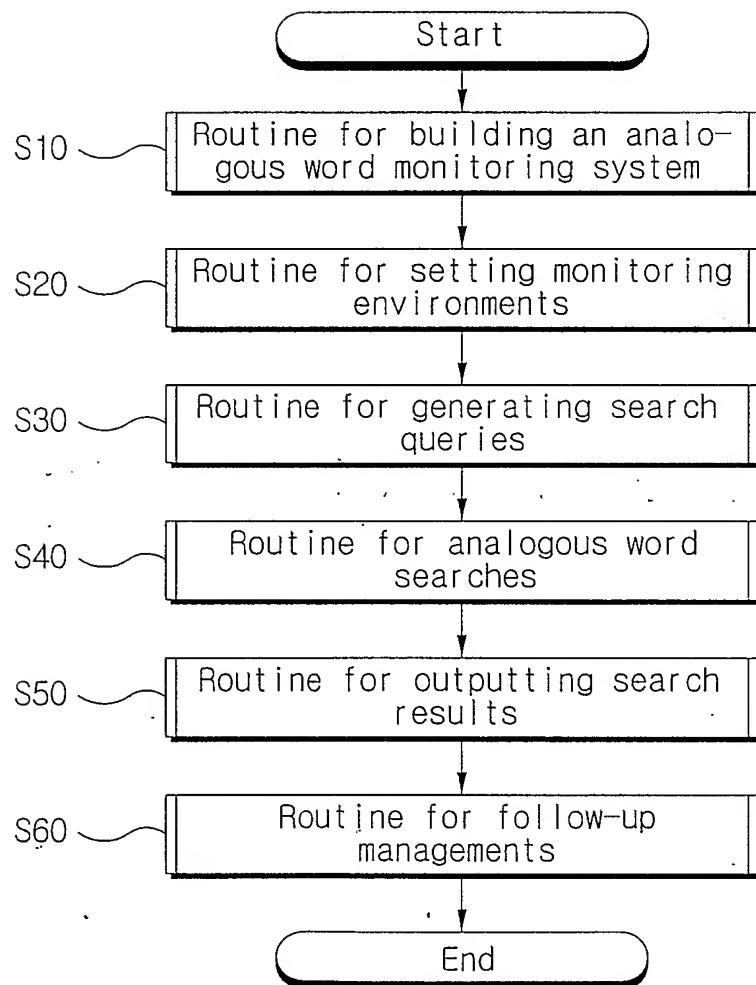 Start
S10
Routine for building an analo-
gous word monitoring system
S20
Routine for setting monitoring
environments
S30
Routine for generating search
queries
S40
Routine for analogous word
searches
S50
Routine for outputting search
results
S60
Routine for follow-up
managements
End